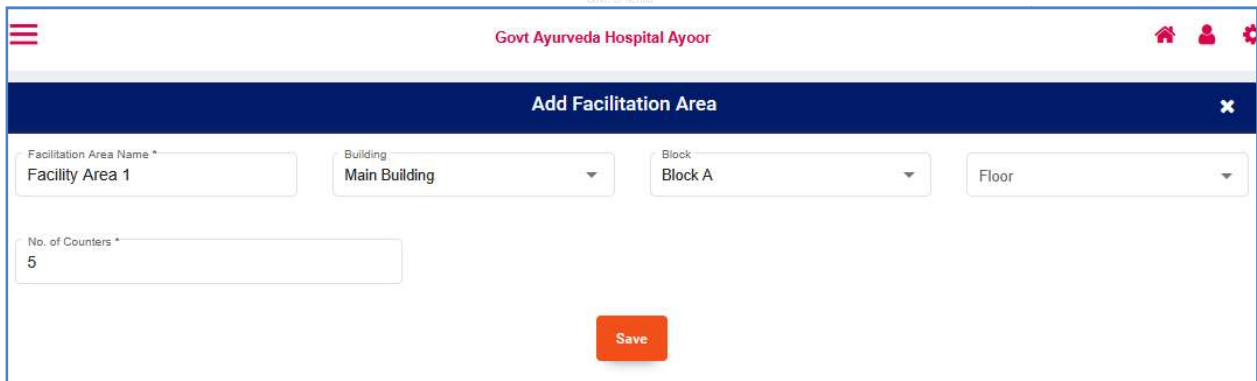 Govt Ayurveda Hospital Ayoor
Add Facilitation Area
Facilitation Area Name *
Facility Area 1
Building
Main Building
Block
Block A
Floor
No. of Counters *
5
Save